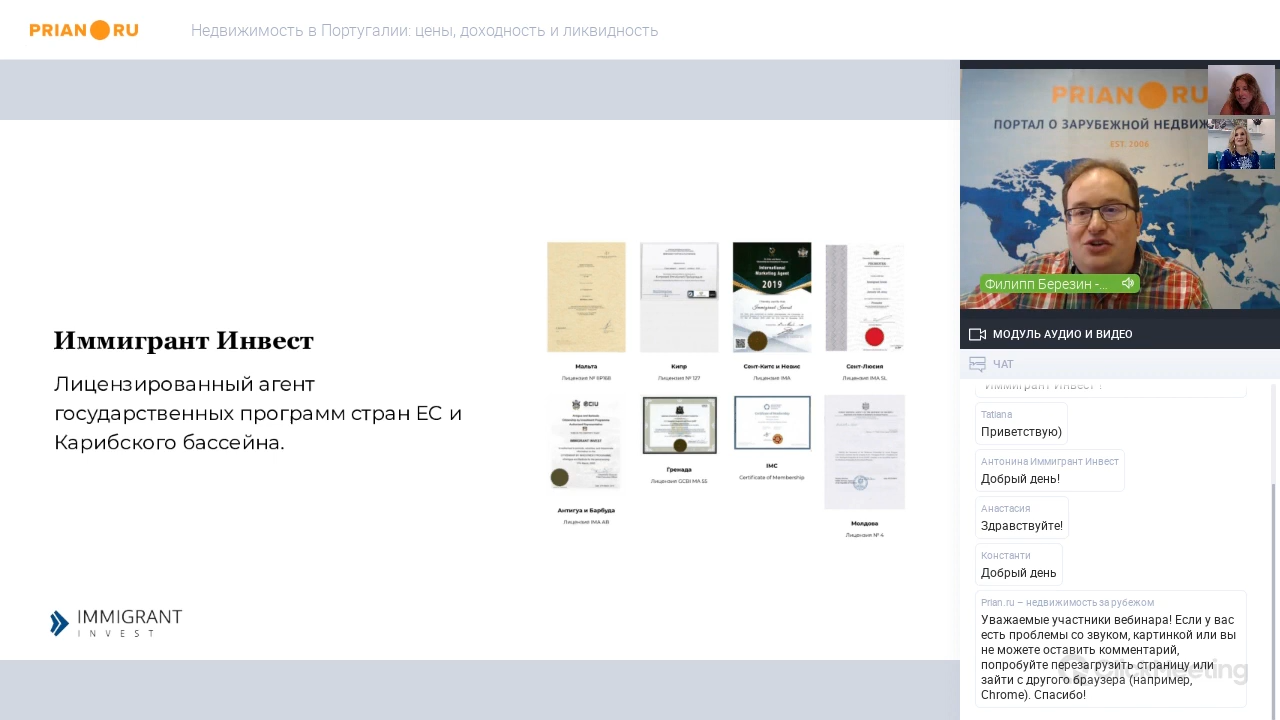 PRIAN RU
Недвижимость в Португалии: цены, доходность и ликвидность
Иммигрант Инвест
Лицензированный агент
государственных программ стран ЕС и
Карибского бассейна.
International
Marketing Agent
2019
Мальта
Кипр
Лицензия № 127
Сент-Китс и Невис
Лицензия IMA
Сент-Люсия
Лицензия IMA SL
Антигуа и Барбуда
Лицензия IMA AB
Гренада
Лицензия GCBI MA 55
IMC
Certificate of Membership
Молдова
Лицензия № 4
IMMIGRANT
INVEST
PRIAN RU
ПОРТАЛ О ЗАРУБЕЖНОЙ НЕДВИЖ
EST. 2006
Филипп Березин -...
МОДУЛЬ АУДИО И ВИДЕО
ЧАТ
Иммигрант Инвест !
Tatiana
Приветствую)
Антонина Иммигрант Инвест
Добрый день!
Анастасия
Здравствуйте!
Константи
Добрый день
Prian.ru – недвижимость за рубежом
Уважаемые участники вебинара! Если у вас
есть проблемы со звуком, картинкой или вы
не можете оставить комментарий,
попробуйте перезагрузить страницу или
зайти с другого браузера (например,
Chrome). Спасибо!
ClickMeeting